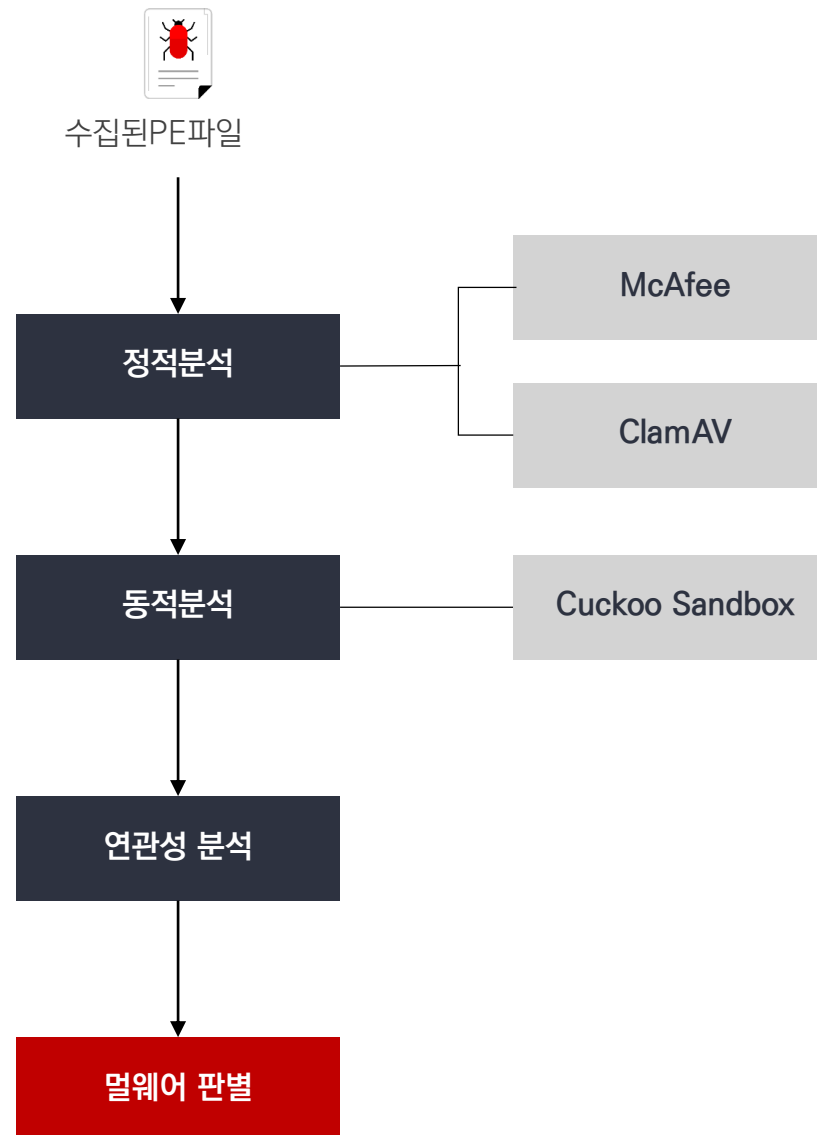 수집된PE파일
McAfee
정적분석
ClamAV
동적분석
Cuckoo Sandbox
연관성 분석
멀웨어 판별